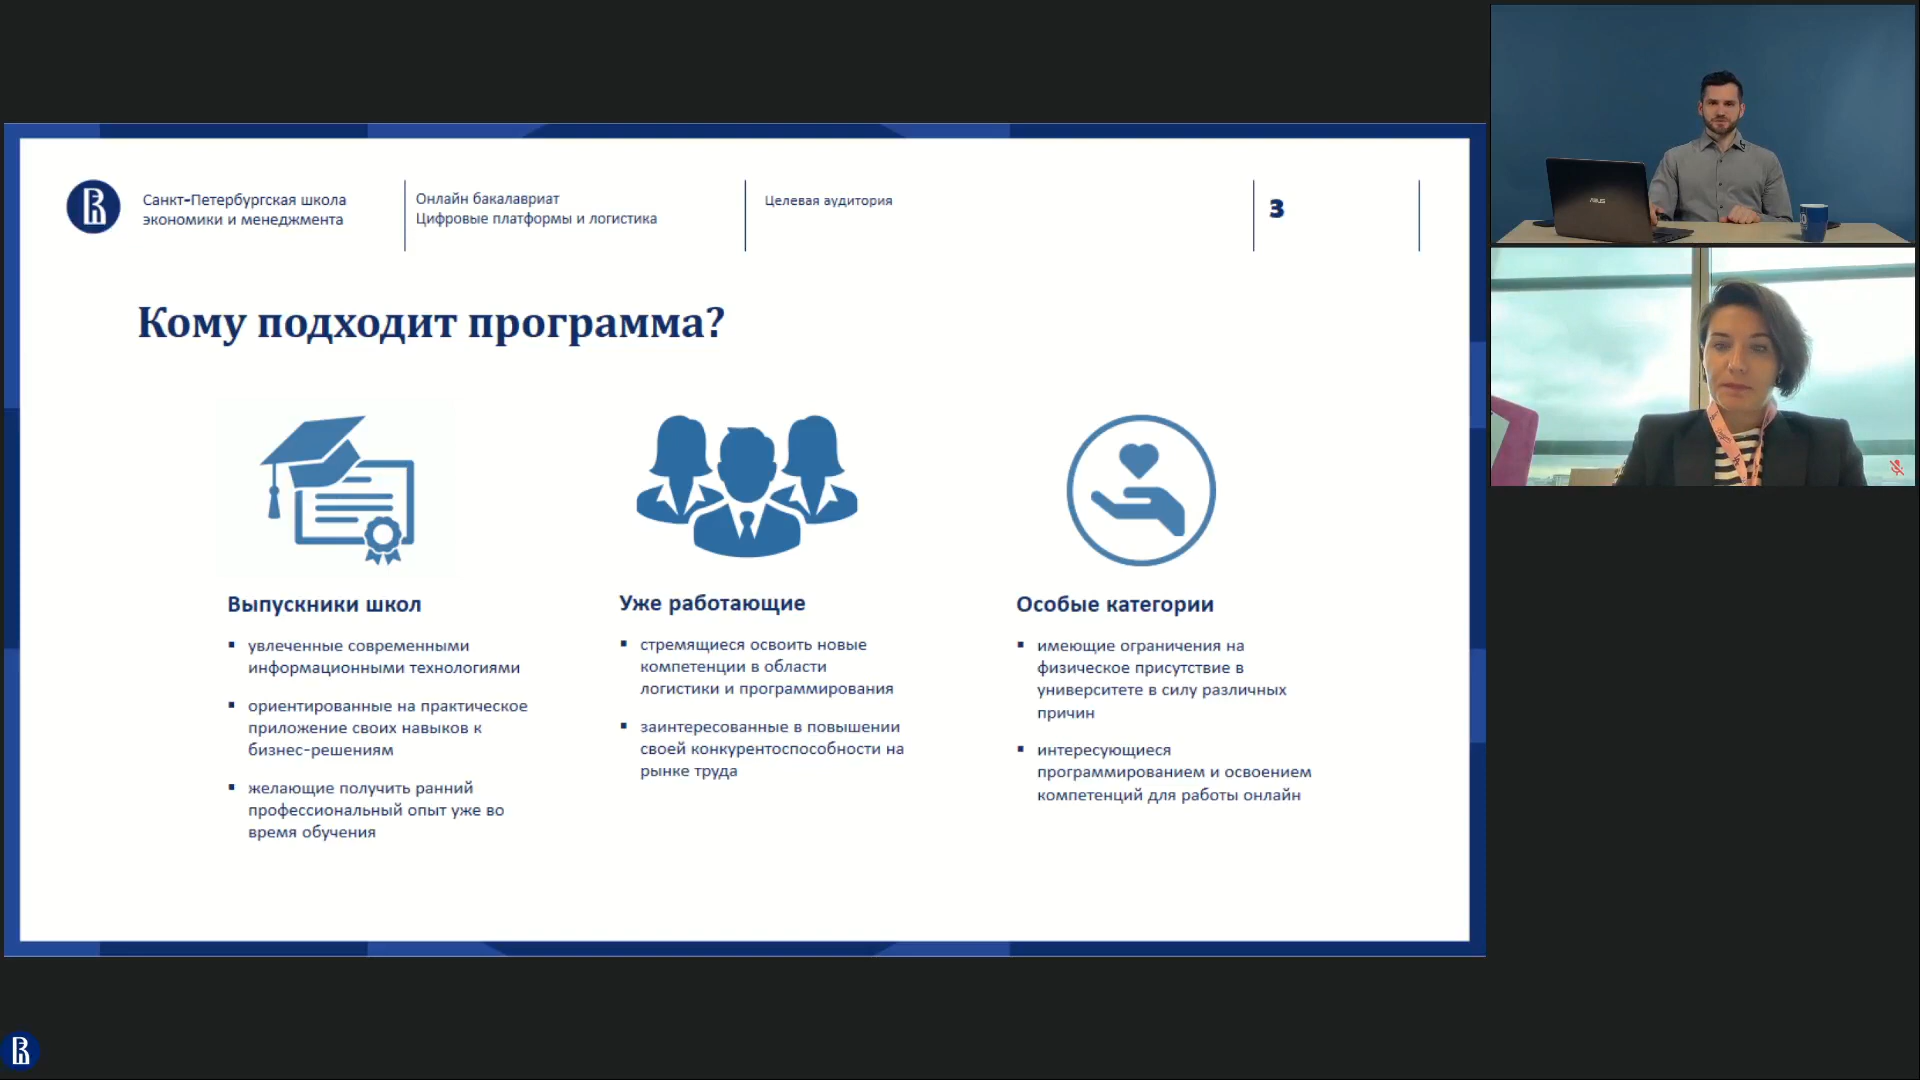 Санкт-Петербургская школа
экономики и менеджмента
Онлайн бакалавриат
Цифровые платформы и логистика
Целевая аудитория
3
Кому подходит программа?
Выпускники школ
▪ увлеченные современными
информационными технологиями
▪ ориентированные на практическое
приложение своих навыков к
бизнес-решениям
▪ желающие получить ранний
профессиональный опыт уже во
время обучения
Уже работающие
▪ стремящиеся освоить новые
компетенции в области
логистики и программирования
▪ заинтересованные в повышении
своей конкурентоспособности на
рынке труда
Особые категории
▪ имеющие ограничения на
физическое присутствие в
университете в силу различных
причин
▪ интересующиеся
программированием и освоением
компетенций для работы онлайн
ASUS